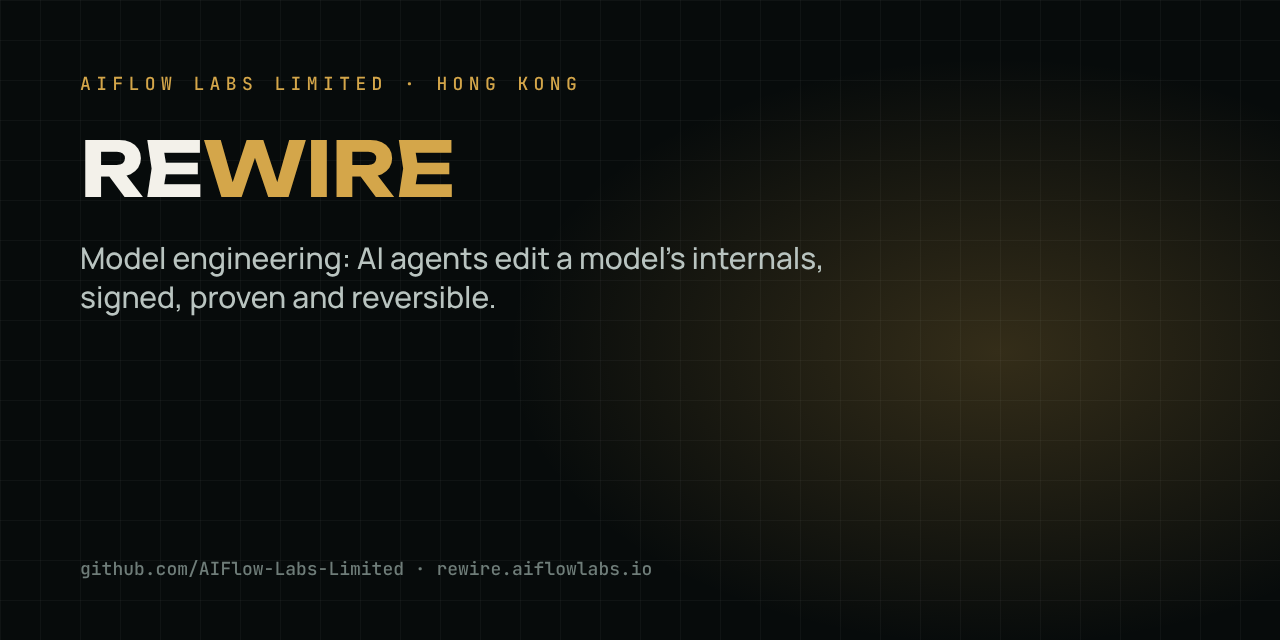 AIFLOW LABS LIMITED · HONG KONG
REWIRE
Model engineering: AI agents edit a model’s internals,
signed, proven and reversible.
github.com/AIFlow-Labs-Limited · rewire.aiflowlabs.io